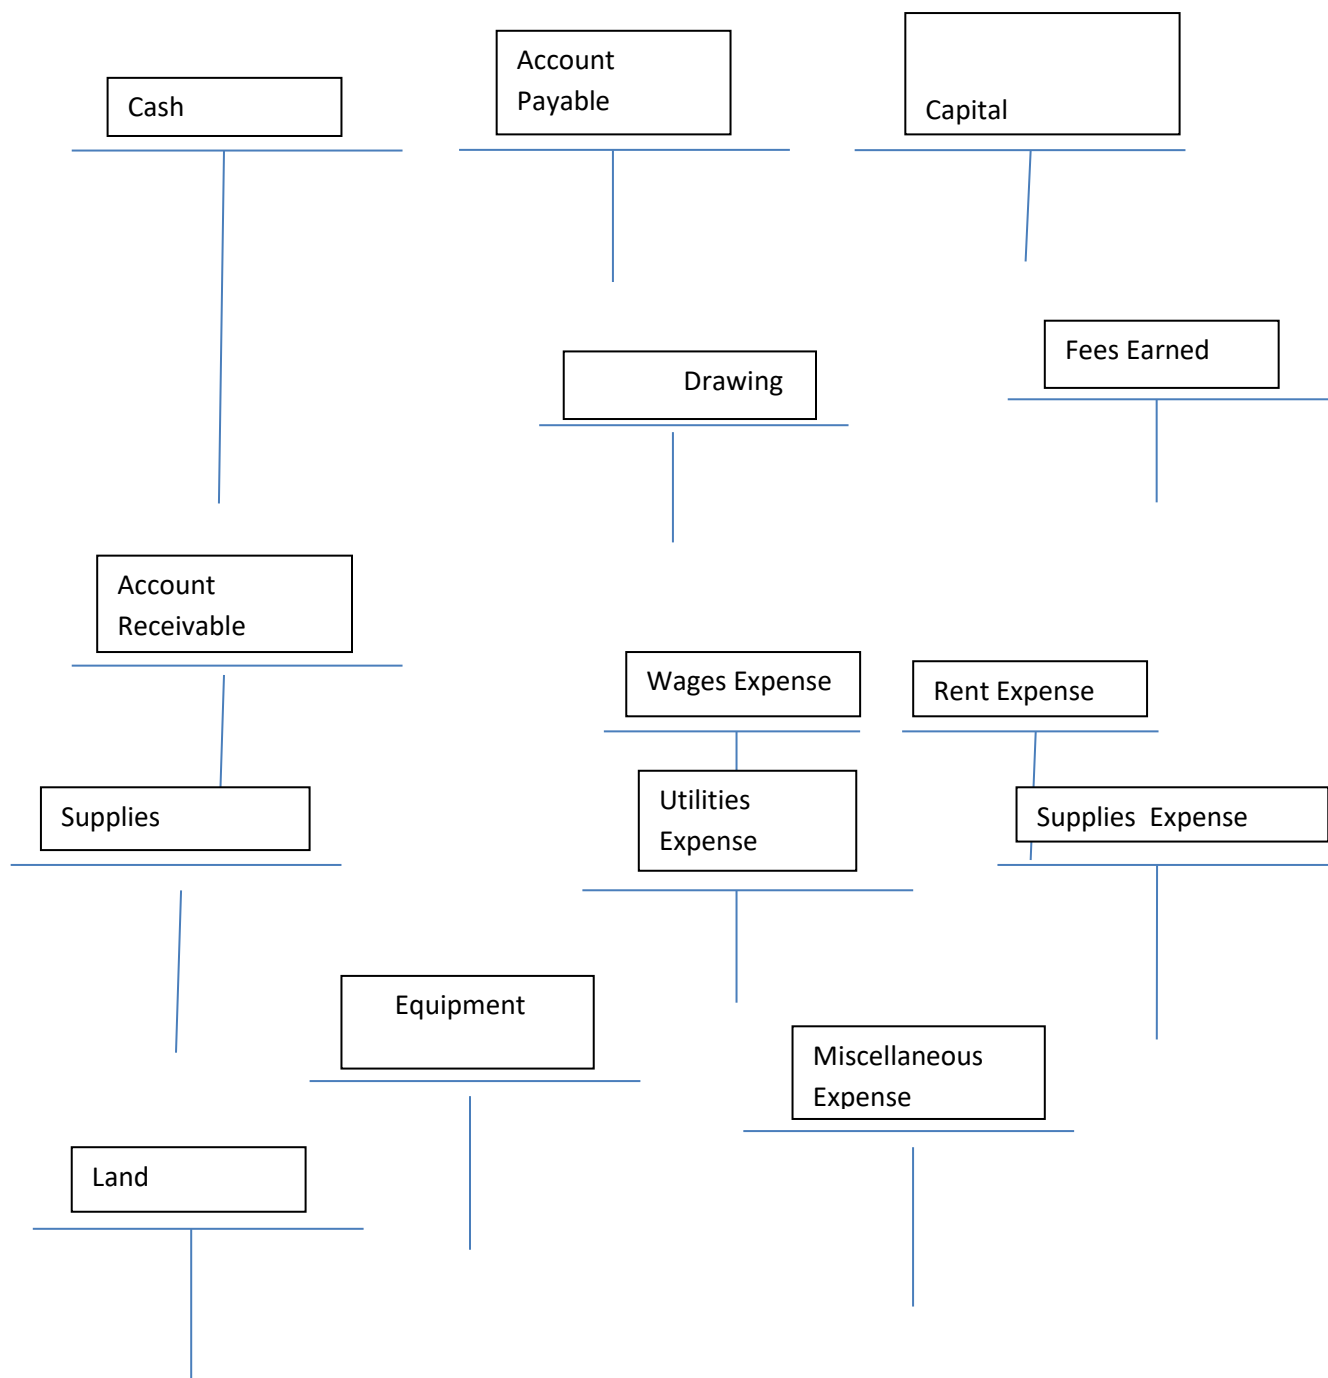 Cash
Account
Payable
Capital
Drawing
Fees Earned
Account
Receivable
Wages Expense
Rent Expense
Supplies
Utilities
Expense
Supplies  Expense
Equipment
Miscellaneous
Expense
Land